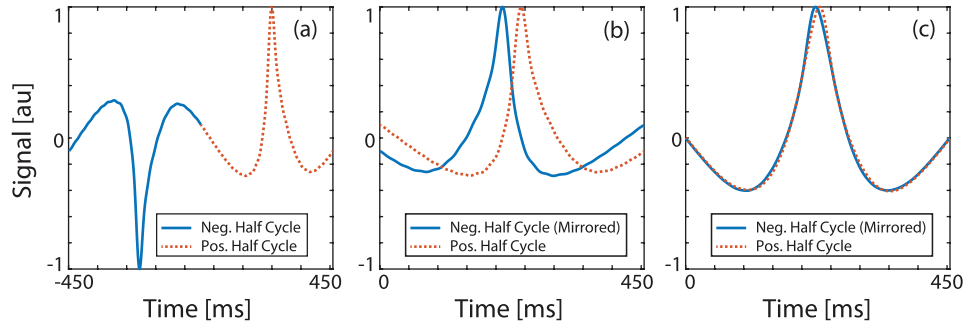 (a)
1
0
-1
Signal [au]
Neg. Half Cycle
Pos. Half Cycle
-450
450
Time [ms]
(b)
1
0
-1
Neg. Half Cycle (Mirrored)
Pos. Half Cycle
0
450
Time [ms]
(c)
1
0
-1
Neg. Half Cycle (Mirrored)
Pos. Half Cycle
0
450
Time [ms]